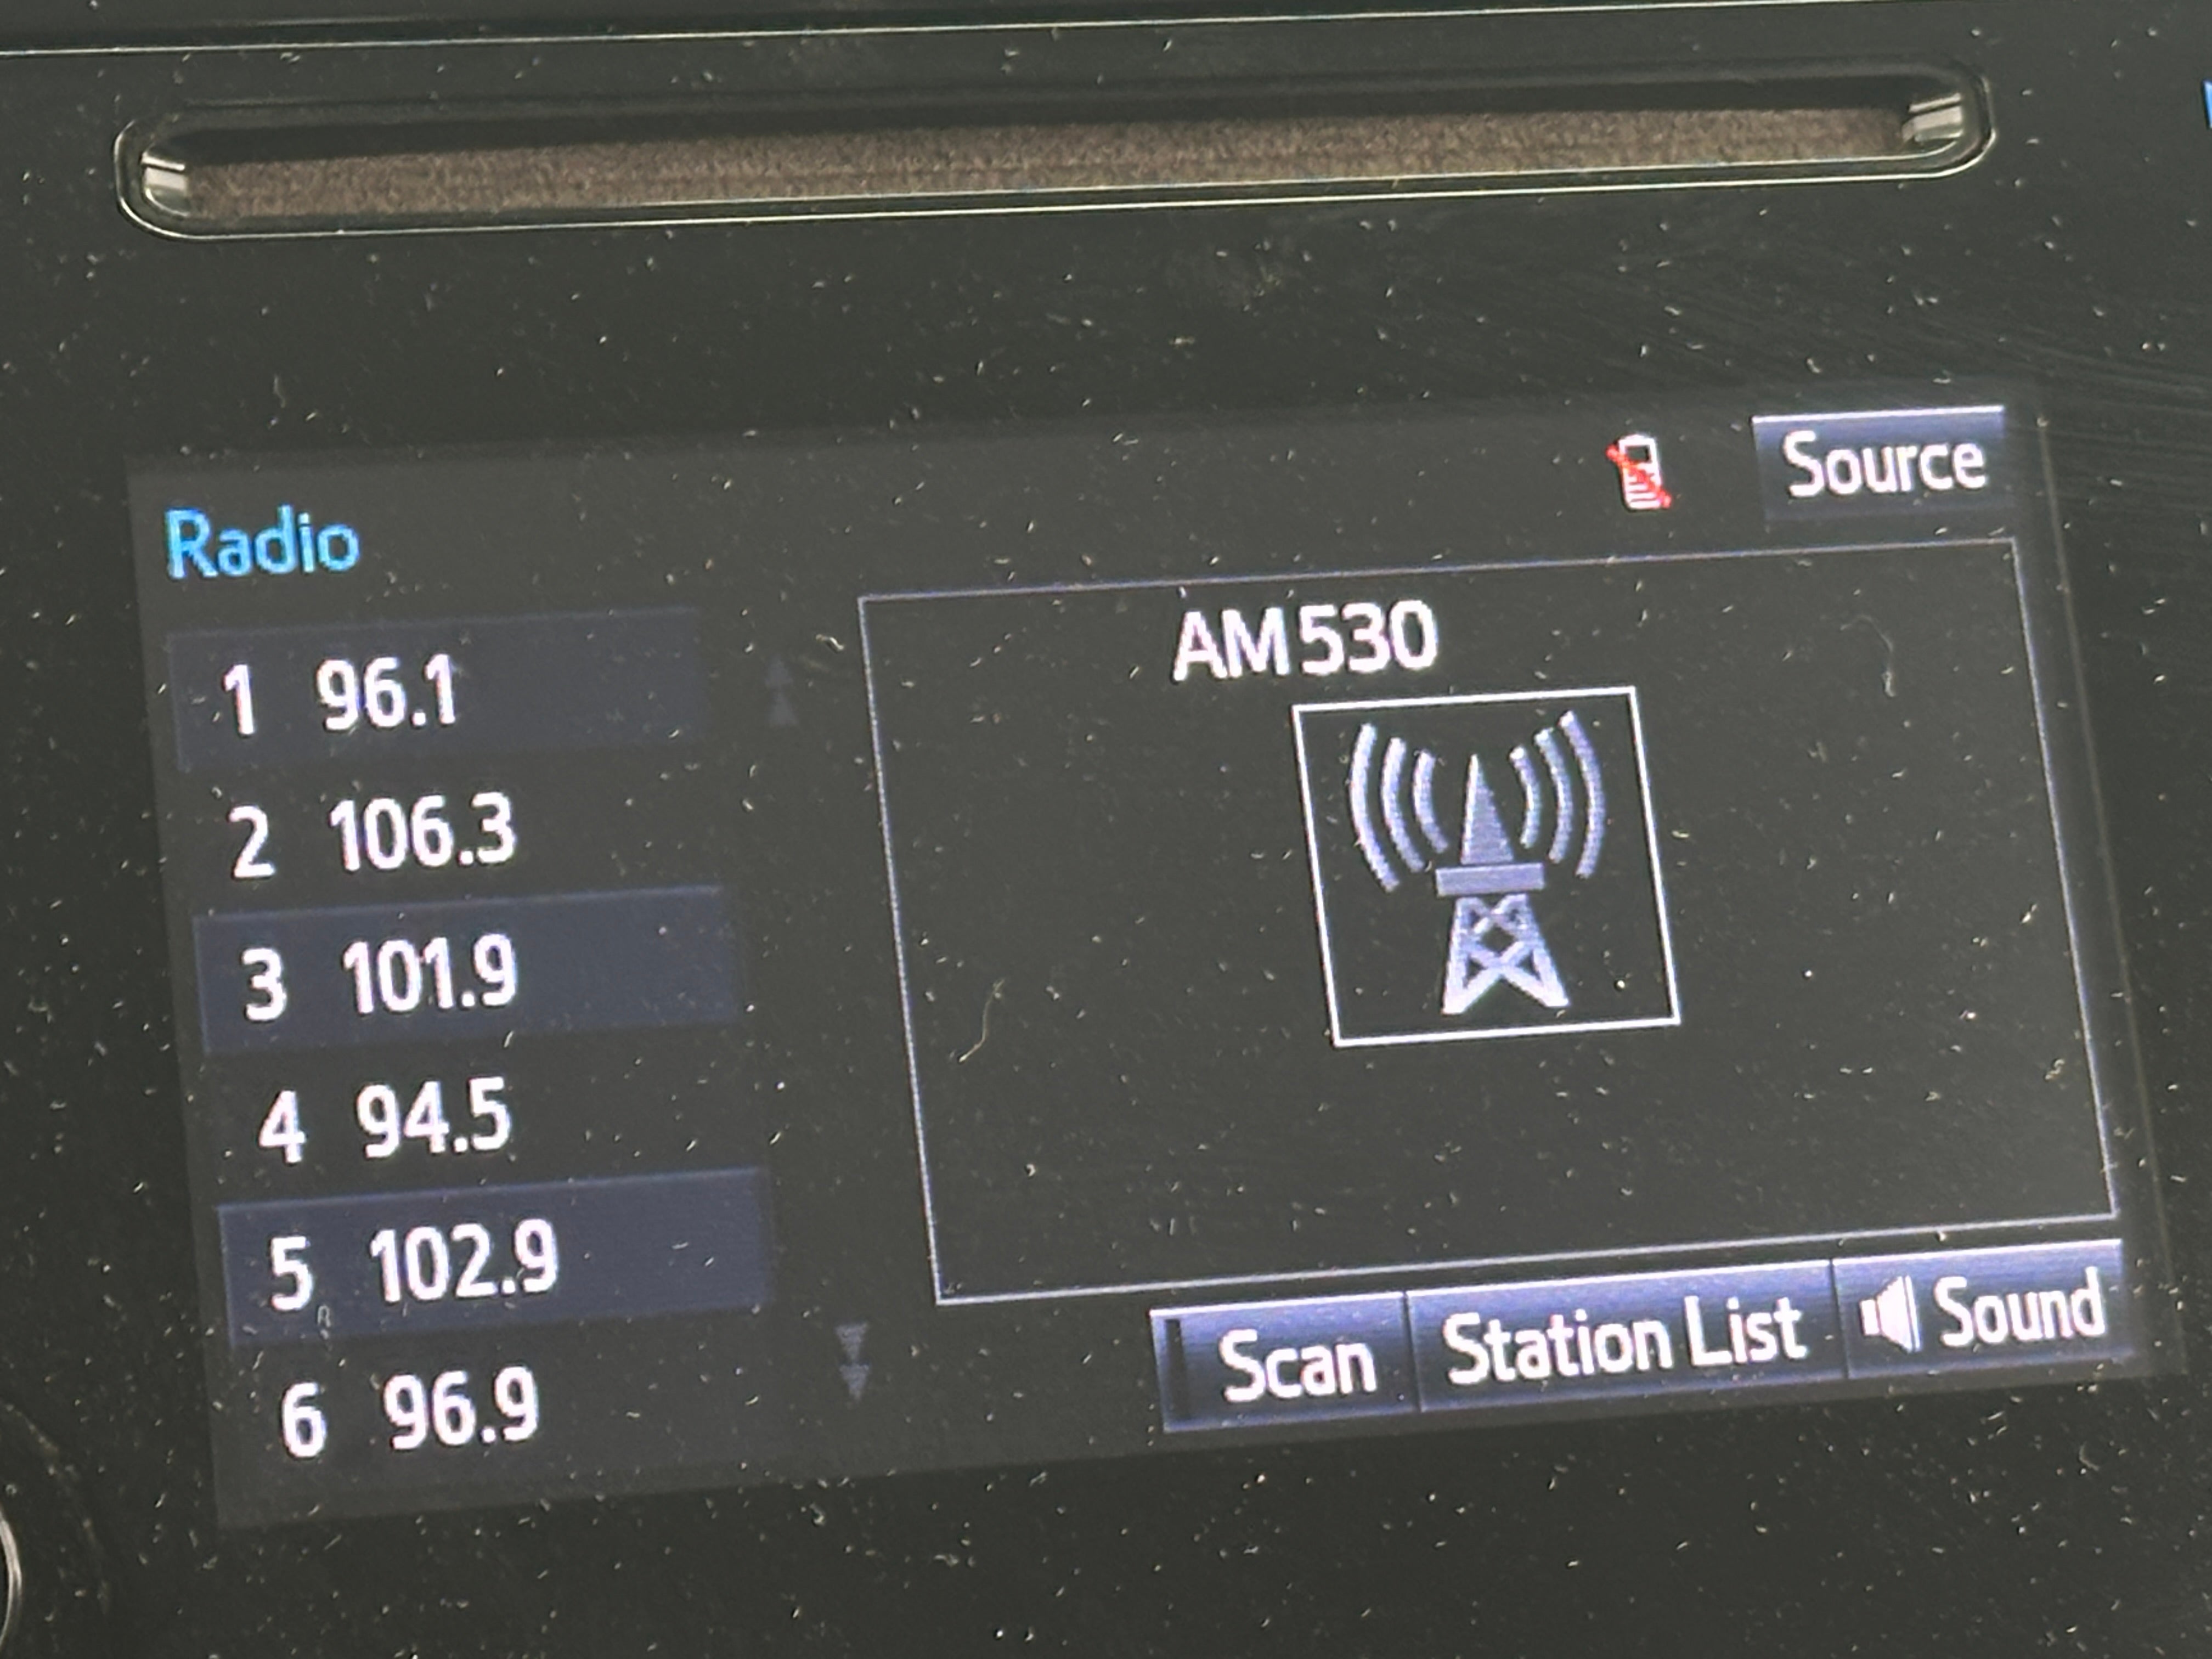 Source
Radio
AM530
1 96.1
2 106.3
3 101.9
4 94.5
5 102.9
6 96.9
Scan
Station List
Sound